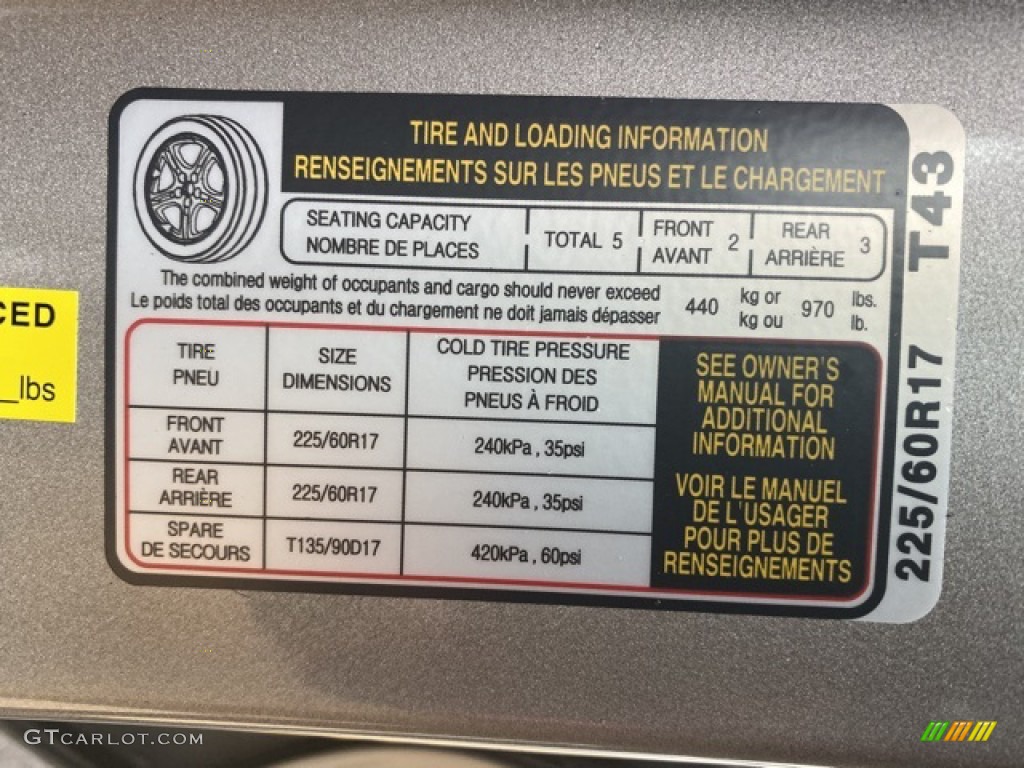 TIRE AND LOADING INFORMATION
RENSEIGNEMENTS SUR LES PNEUS ET LE CHARGEMENT
SEATING CAPACITY
NOMBRE DE PLACES
TOTAL 5
FRONT
AVANT
2
REAR
ARRIÈRE
3
The combined weight of occupants and cargo should never exceed
Le poids total des occupants et du chargement ne doit jamais dépasser
440
kg or
kg ou
970
lbs.
lb.
TIRE
PNEU
SIZE
DIMENSIONS
COLD TIRE PRESSURE
PRESSION DES
PNEUS À FROID
FRONT
AVANT
225/60R17
240kPa , 35psi
REAR
ARRIÈRE
225/60R17
240kPa , 35psi
SPARE
DE SECOURS
T135/90D17
420kPa , 60psi
SEE OWNER'S
MANUAL FOR
ADDITIONAL
INFORMATION
VOIR LE MANUEL
DE L'USAGER
POUR PLUS DE
RENSEIGNEMENTS
225/60R17 T43
CED
_lbs
GTCARLOT.COM